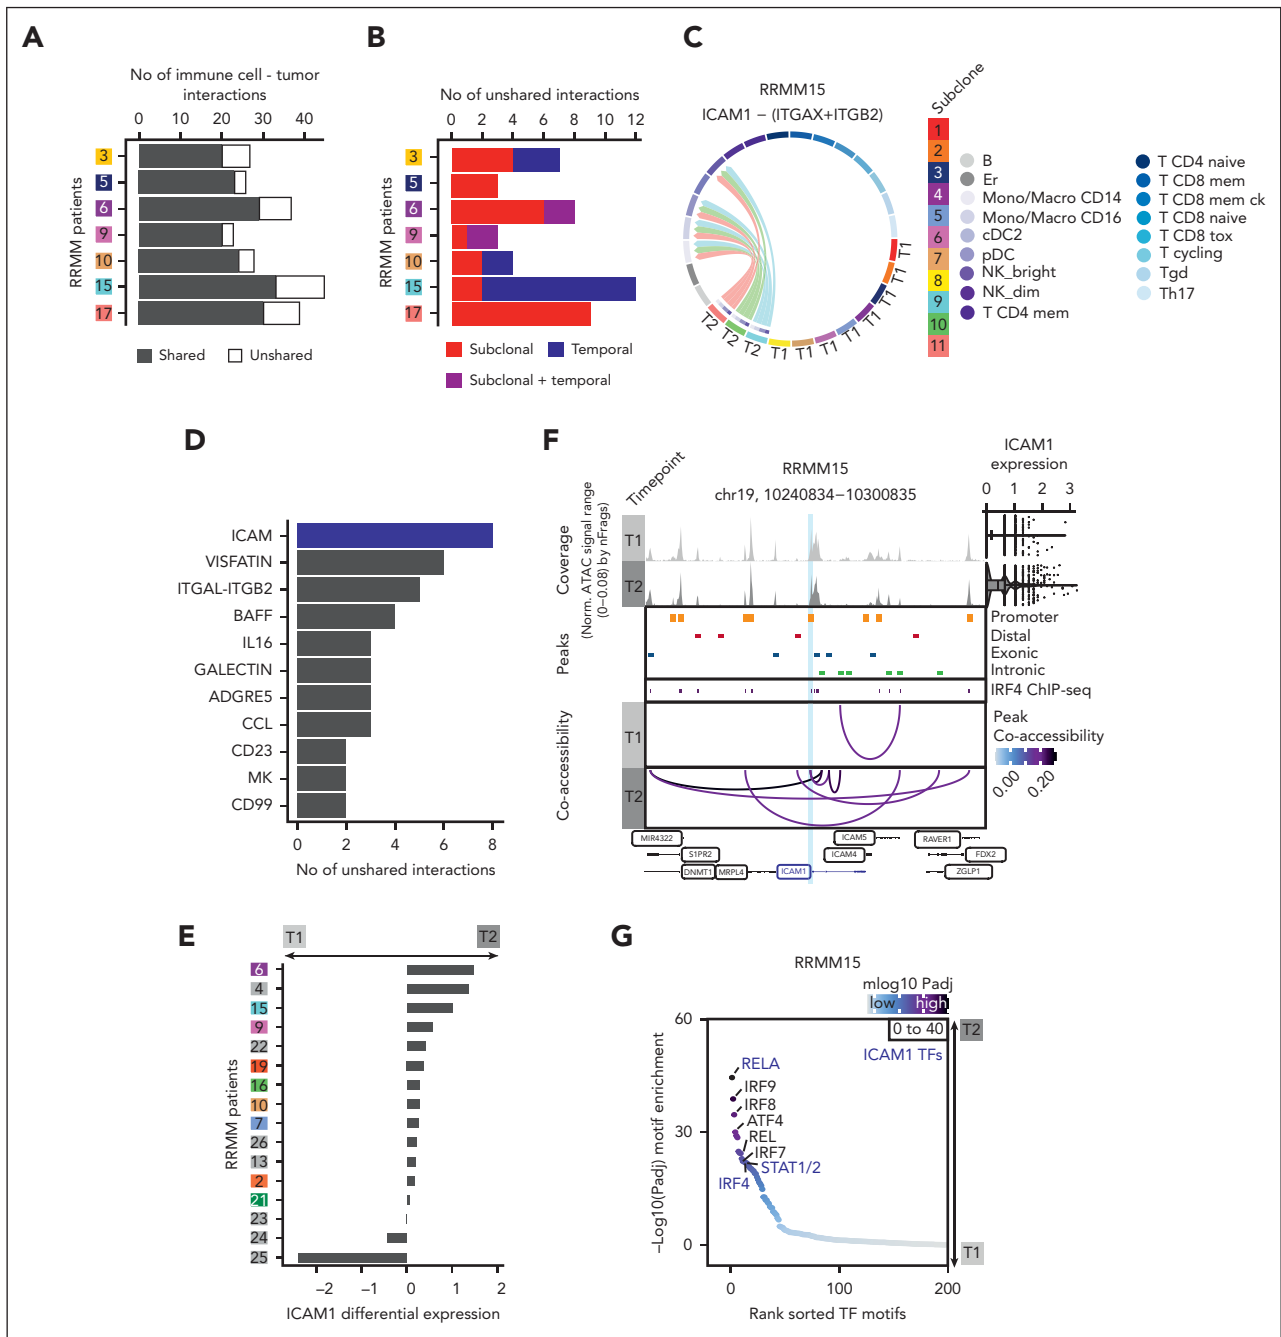 A
No of immune cell - tumor
interactions
0 10 20 30 40
RRMM patients
3
5
6
9
10
15
17
Shared
Unshared
B
No of unshared interactions
0 2 4 6 8 10 12
RRMM patients
3
5
6
9
10
15
17
Subclonal
Temporal
Subclonal + temporal
C
RRMM15
ICAM1 – (ITGAX+ITGB2)
T1
T1
T1
T1
T1
T1
T1
T1
T2
T2
T2
Subclone
1
2
3
4
5
6
7
8
9
10
11
B
Er
Mono/Macro CD14
Mono/Macro CD16
cDC2
pDC
NK_bright
NK_dim
T CD4 mem
T CD4 naive
T CD8 mem
T CD8 mem ck
T CD8 naive
T CD8 tox
T cycling
Tgd
Th17
D
ICAM
VISFATIN
ITGAL-ITGB2
BAFF
IL16
GALECTIN
ADGRE5
CCL
CD23
MK
CD99
0 2 4 6 8
No of unshared interactions
F
Timepoint
RRMM15
chr19, 10240834–10300835
ICAM1
expression
0 1 2 3
Coverage
(Norm. ATAC signal range
(0–0.08) by nFrags)
T1
T2
Peaks
Promoter
Distal
Exonic
Intronic
IRF4 ChIP-seq
Co-accessibility
T1
T2
Peak
Co-accessibility
0.00
0.20
MIR4322
ICAM5
RAVER1
S1PR2
ICAM4
FDX2
DNMT1
MRPL4
ICAM1
ZGLP1
E
T1
T2
RRMM patients
6
4
15
9
22
19
16
10
7
26
13
2
21
23
24
25
–2 –1 0 1 2
ICAM1 differential expression
G
RRMM15
mlog10 Padj
low
high
0 to 40
ICAM1 TFs
T2
T1
–Log10(Padj) motif enrichment
60
30
0
RELA
IRF9
IRF8
ATF4
REL
IRF7
STAT1/2
IRF4
0 100 200
Rank sorted TF motifs